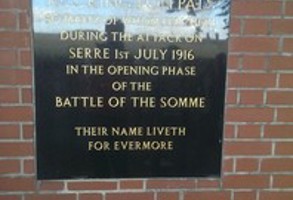 DURING THE ATTACK ON
SERRE 1ST JULY 1916
IN THE OPENING PHASE
OF THE
BATTLE OF THE SOMME
THEIR NAME LIVETH
FOR EVERMORE